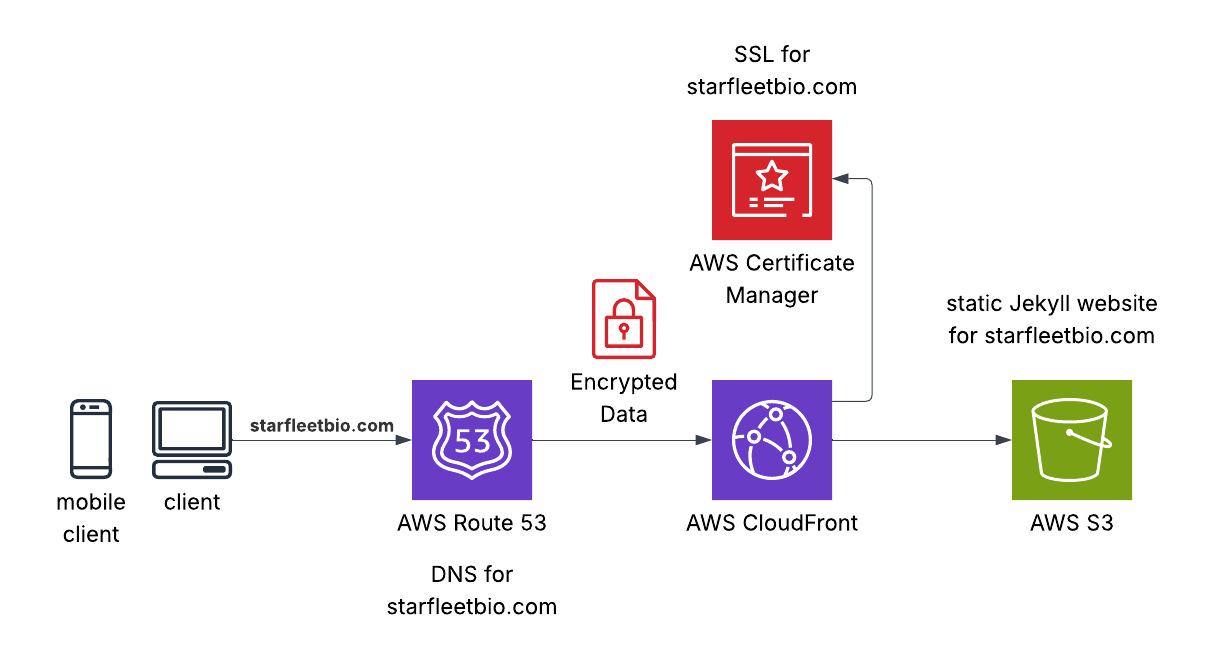 SSL for
starfleetbio.com
AWS Certificate
Manager
static Jekyll website
for starfleetbio.com
Encrypted
Data
starfleetbio.com
53
mobile
client
client
AWS Route 53
AWS CloudFront
AWS S3
DNS for
starfleetbio.com